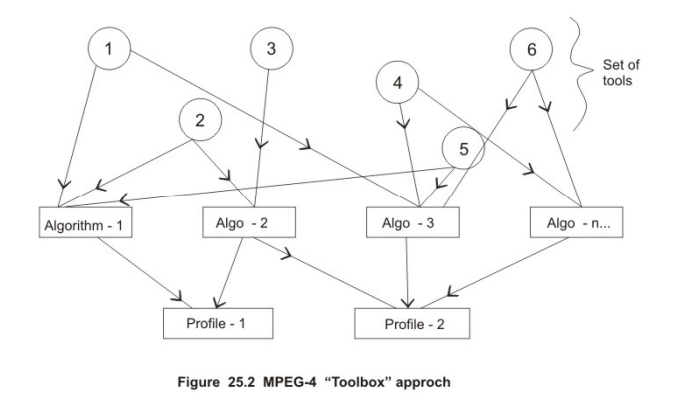 1
3
6
4
Set of
tools
2
5
Algorithm - 1
Algo - 2
Algo - 3
Algo - n...
Profile - 1
Profile - 2
Figure 25.2 MPEG-4 “Toolbox” approch